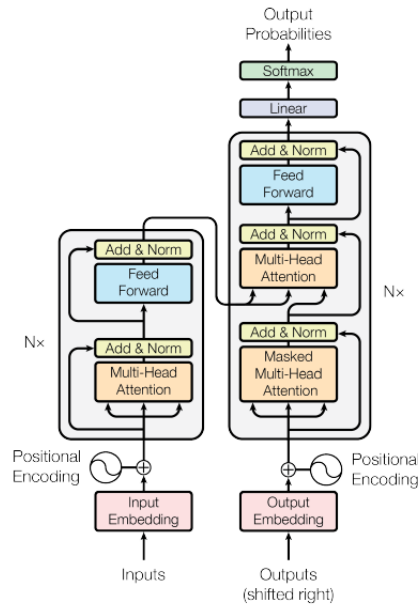 Output
Probabilities
Softmax
Linear
Add & Norm
Feed
Forward
Add & Norm
Multi-Head
Attention
Add & Norm
Masked
Multi-Head
Attention
Nx
Add & Norm
Feed
Forward
Add & Norm
Multi-Head
Attention
Nx
Positional
Encoding
Positional
Encoding
Input
Embedding
Output
Embedding
Inputs
Outputs
(shifted right)